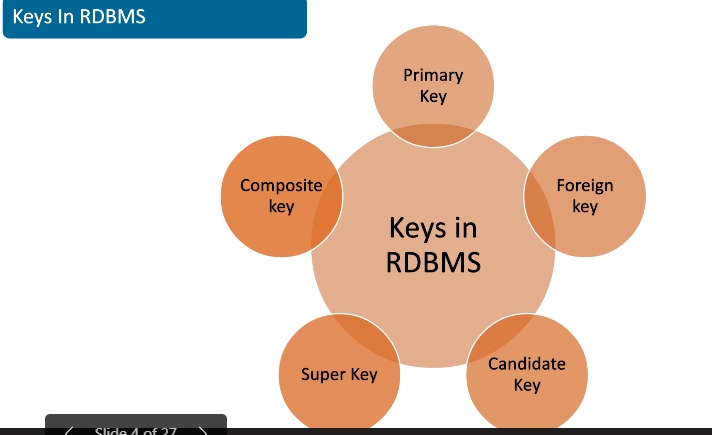 Keys In RDBMS
Primary
Key
Composite
key
Foreign
key
Keys in
RDBMS
Super Key
Candidate
Key
Slide 4 of 27